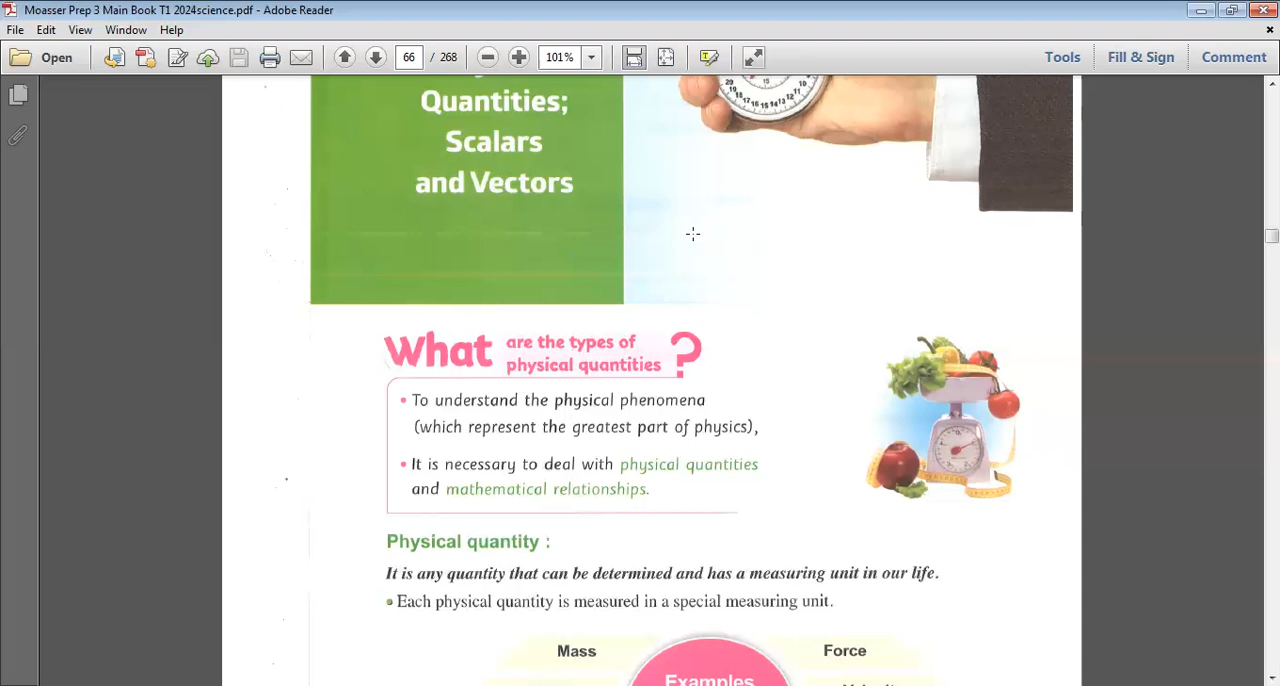 Moasser Prep 3 Main Book T1 2024science.pdf - Adobe Reader
File Edit View Window Help
Open 66 / 268 101% Tools Fill & Sign Comment
Quantities;
Scalars
and Vectors
What are the types of
physical quantities ?
• To understand the physical phenomena
(which represent the greatest part of physics),
• It is necessary to deal with physical quantities
and mathematical relationships.
Physical quantity :
It is any quantity that can be determined and has a measuring unit in our life.
• Each physical quantity is measured in a special measuring unit.
Mass Force
Examples